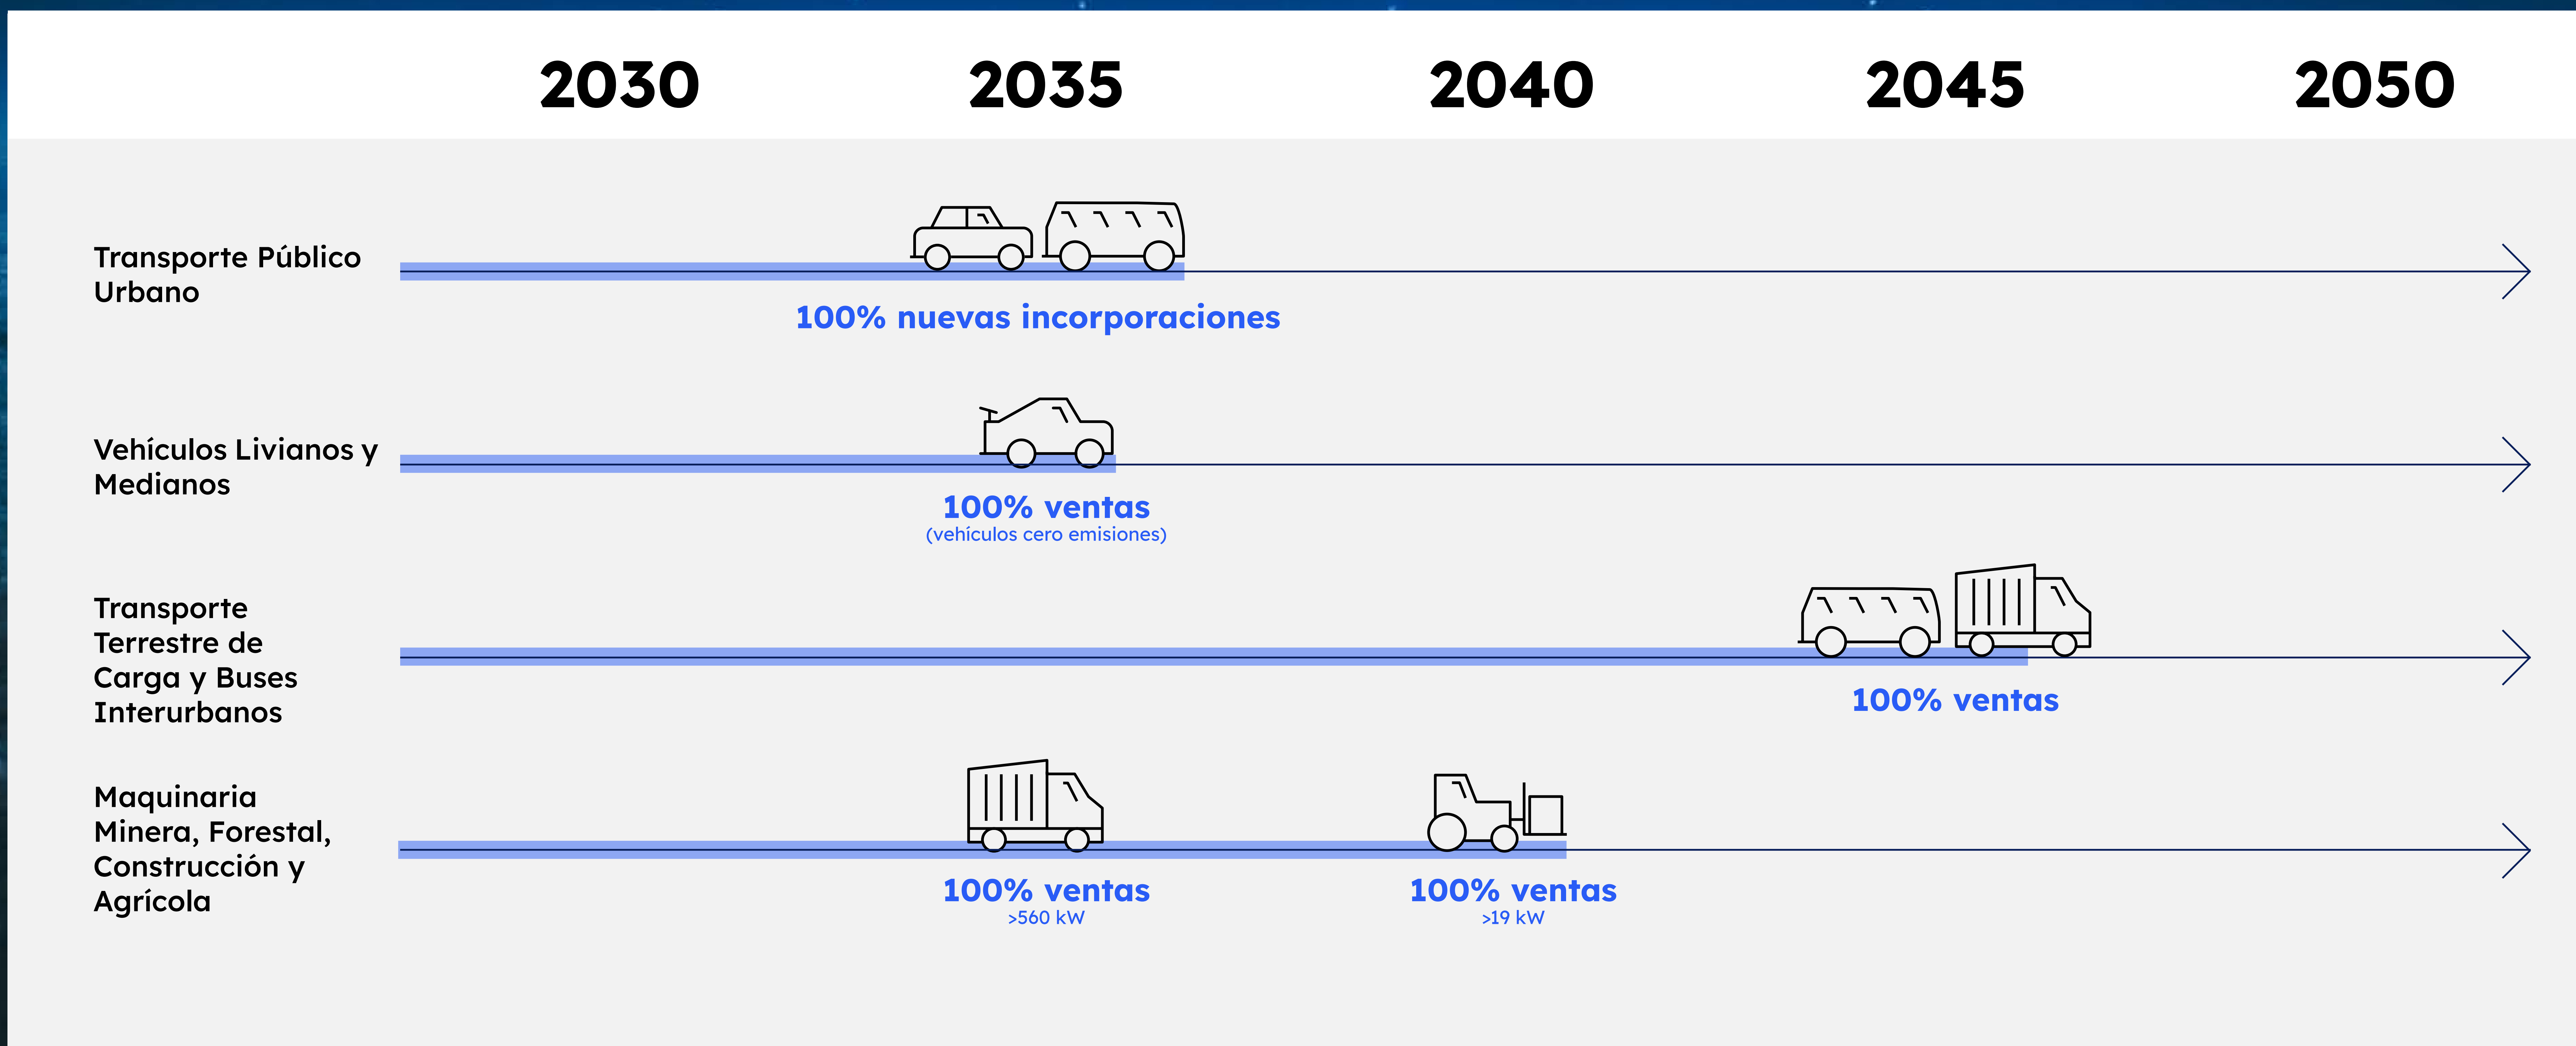 2030 2035 2040 2045 2050
Transporte Público
Urbano
100% nuevas incorporaciones
Vehículos Livianos y
Medianos
100% ventas
(vehículos cero emisiones)
Transporte
Terrestre de
Carga y Buses
Interurbanos
100% ventas
Maquinaria
Minera, Forestal,
Construcción y
Agrícola
100% ventas
>560 kW
100% ventas
>19 kW